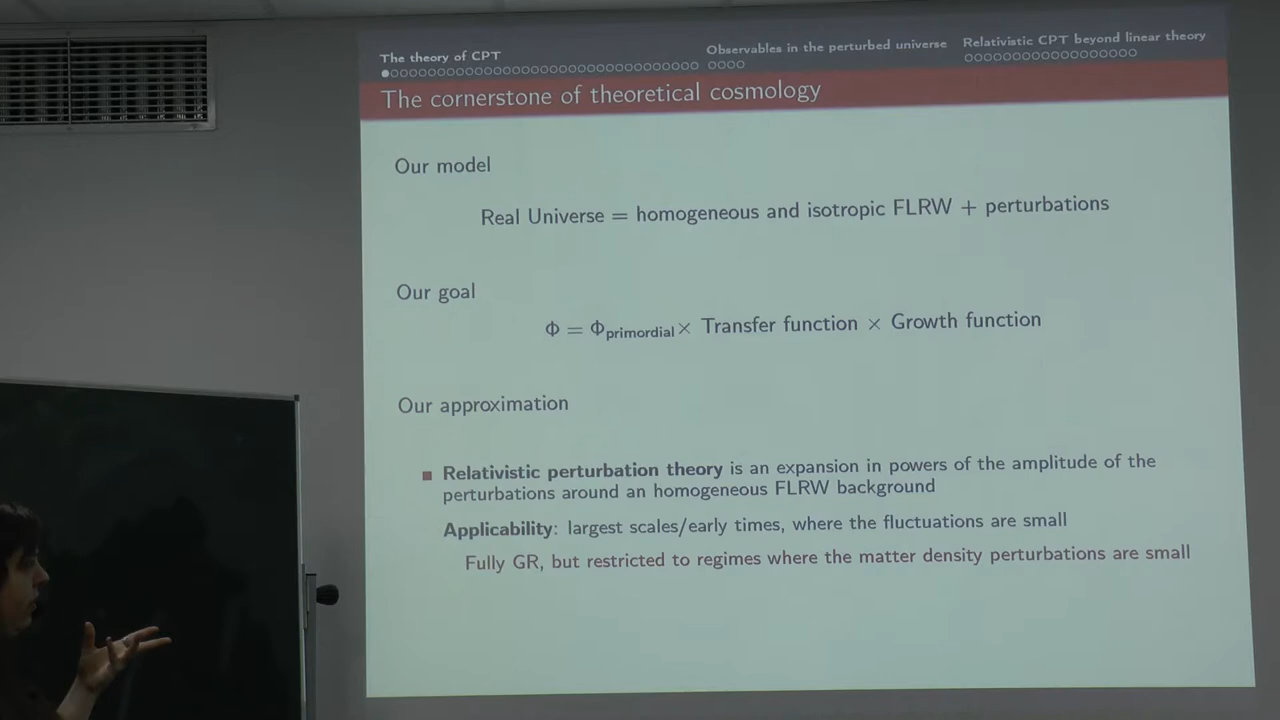 The theory of CPT
Observables in the perturbed universe
Relativistic CPT beyond linear theory
The cornerstone of theoretical cosmology
Our model
Real Universe = homogeneous and isotropic FLRW + perturbations
Our goal
Φ = Φprimordial× Transfer function × Growth function
Our approximation
Relativistic perturbation theory is an expansion in powers of the amplitude of the
perturbations around an homogeneous FLRW background
Applicability: largest scales/early times, where the fluctuations are small
Fully GR, but restricted to regimes where the matter density perturbations are small